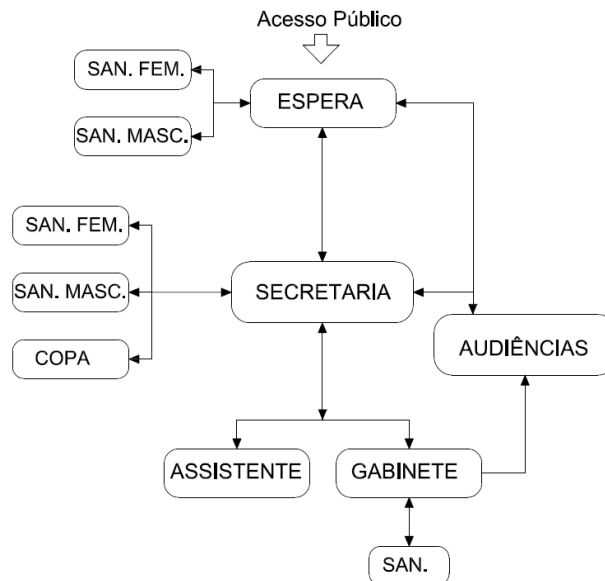 Acesso Público
SAN. FEM.
ESPERA
SAN. MASC.
SAN. FEM.
SECRETARIA
SAN. MASC.
AUDIÊNCIAS
COPA
ASSISTENTE
GABINETE
SAN.